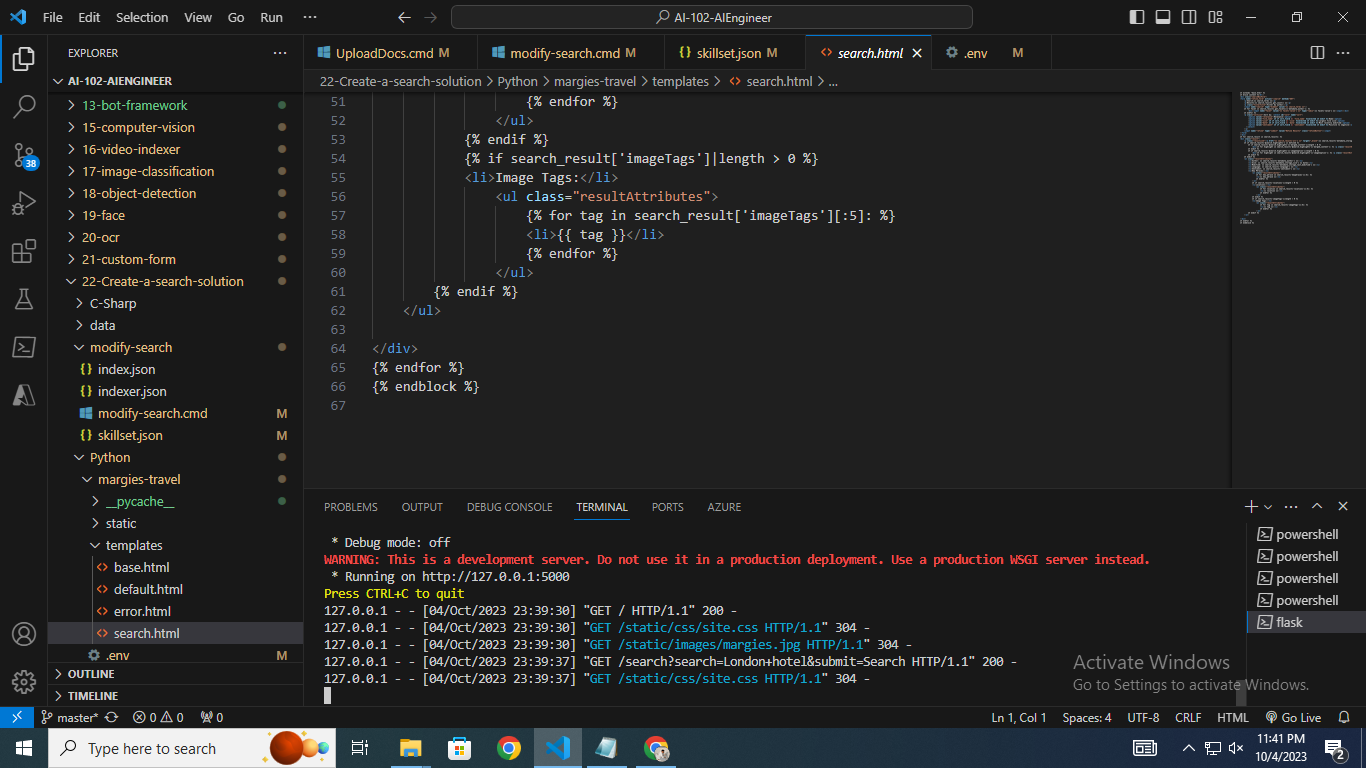 File Edit Selection View Go Run ··· AI-102-AIEngineer
EXPLORER ···
AI-102-AIENGINEER
13-bot-framework
15-computer-vision
16-video-indexer
17-image-classification
18-object-detection
19-face
20-ocr
21-custom-form
22-Create-a-search-solution
C-Sharp
data
modify-search
{} index.json
{} indexer.json
modify-search.cmd M
{} skillset.json M
Python
margies-travel
__pycache__
static
templates
<> base.html
<> default.html
<> error.html
<> search.html
.env M
OUTLINE
TIMELINE
38
UploadDocs.cmd M modify-search.cmd M {} skillset.json M <> search.html .env M
22-Create-a-search-solution > Python > margies-travel > templates > <> search.html > ...
51 {% endfor %}
52 </ul>
53 {% endif %}
54 {% if search_result['imageTags']|length > 0 %}
55 <li>Image Tags:</li>
56 <ul class="resultAttributes">
57 {% for tag in search_result['imageTags'][:5]: %}
58 <li>{{ tag }}</li>
59 {% endfor %}
60 </ul>
61 {% endif %}
62 </ul>
63
64 </div>
65 {% endfor %}
66 {% endblock %}
67
PROBLEMS OUTPUT DEBUG CONSOLE TERMINAL PORTS AZURE
* Debug mode: off
WARNING: This is a development server. Do not use it in a production deployment. Use a production WSGI server instead.
* Running on http://127.0.0.1:5000
Press CTRL+C to quit
127.0.0.1 - - [04/Oct/2023 23:39:30] "GET / HTTP/1.1" 200 -
127.0.0.1 - - [04/Oct/2023 23:39:30] "GET /static/css/site.css HTTP/1.1" 304 -
127.0.0.1 - - [04/Oct/2023 23:39:30] "GET /static/images/margies.jpg HTTP/1.1" 304 -
127.0.0.1 - - [04/Oct/2023 23:39:37] "GET /search?search=London+hotel&submit=Search HTTP/1.1" 200 -
127.0.0.1 - - [04/Oct/2023 23:39:37] "GET /static/css/site.css HTTP/1.1" 304 -
powershell
powershell
powershell
powershell
flask
Activate Windows
Go to Settings to activate Windows.
master* 0 0 0 Ln 1, Col 1 Spaces: 4 UTF-8 CRLF HTML Go Live
Type here to search
11:41 PM
10/4/2023
2